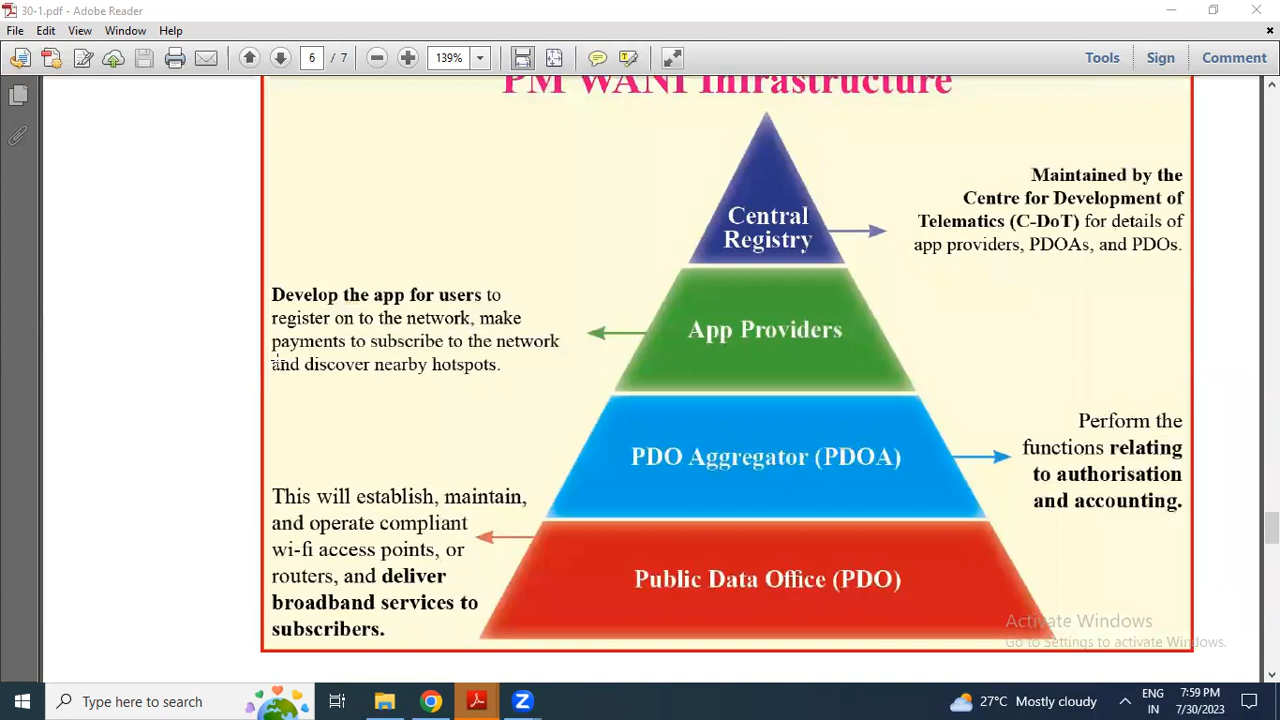 30-1.pdf - Adobe Reader
File Edit View Window Help
6 / 7 139% Tools Sign Comment
PM WANI Infrastructure
Central
Registry
Maintained by the
Centre for Development of
Telematics (C-DoT) for details of
app providers, PDOAs, and PDOs.
Develop the app for users to
register on to the network, make
payments to subscribe to the network
and discover nearby hotspots.
App Providers
PDO Aggregator (PDOA)
Perform the
functions relating
to authorisation
and accounting.
This will establish, maintain,
and operate compliant
wi-fi access points, or
routers, and deliver
broadband services to
subscribers.
Public Data Office (PDO)
Activate Windows
Go to Settings to activate Windows.
Type here to search
27°C Mostly cloudy
ENG
IN
7:59 PM
7/30/2023